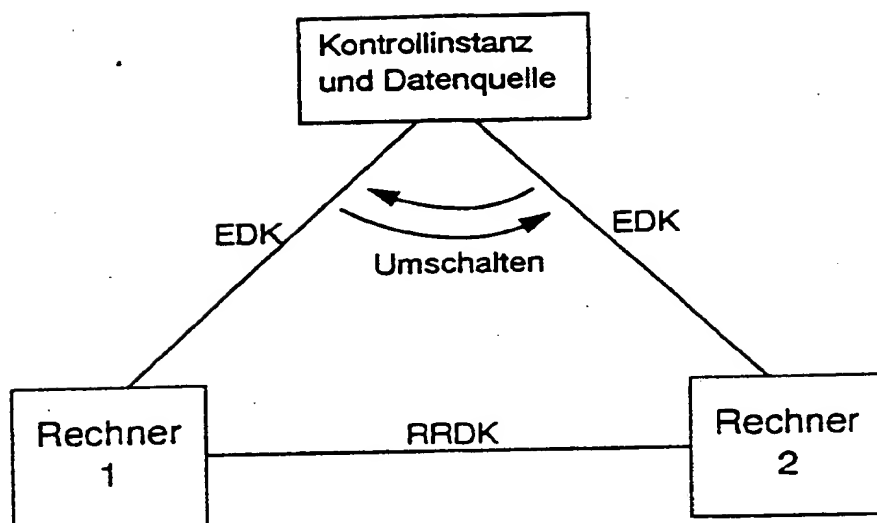 Kontrollinstanz
und Datenquelle
EDK
EDK
Umschalten
Rechner
1
RRDK
Rechner
2